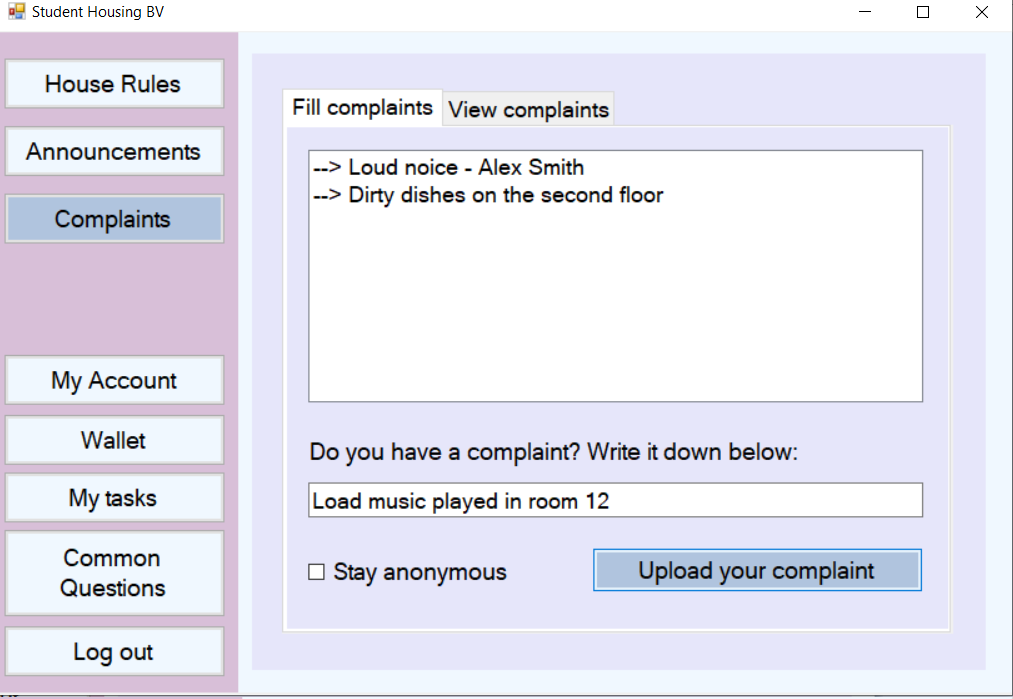 Student Housing BV
House Rules
Announcements
Complaints
My Account
Wallet
My tasks
Common
Questions
Log out
Fill complaints
View complaints
--> Loud noice - Alex Smith
--> Dirty dishes on the second floor
Do you have a complaint? Write it down below:
Load music played in room 12
Stay anonymous
Upload your complaint